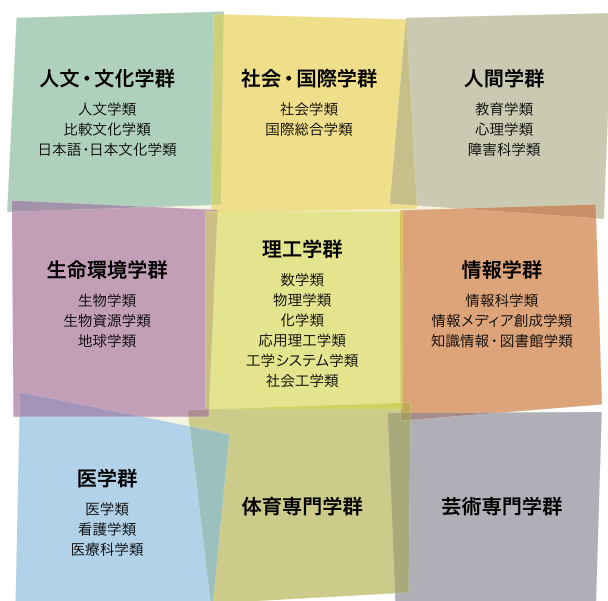 人文・文化学群
人文学類
比較文化学類
日本語・日本文化学類
社会・国際学群
社会学類
国際総合学類
人間学群
教育学類
心理学類
障害科学類
生命環境学群
生物学類
生物資源学類
地球学類
理工学群
数学類
物理学類
化学類
応用理工学類
工学システム学類
社会工学類
情報学群
情報科学類
情報メディア創成学類
知識情報・図書館学類
医学群
医学類
看護学類
医療科学類
体育専門学群
芸術専門学群